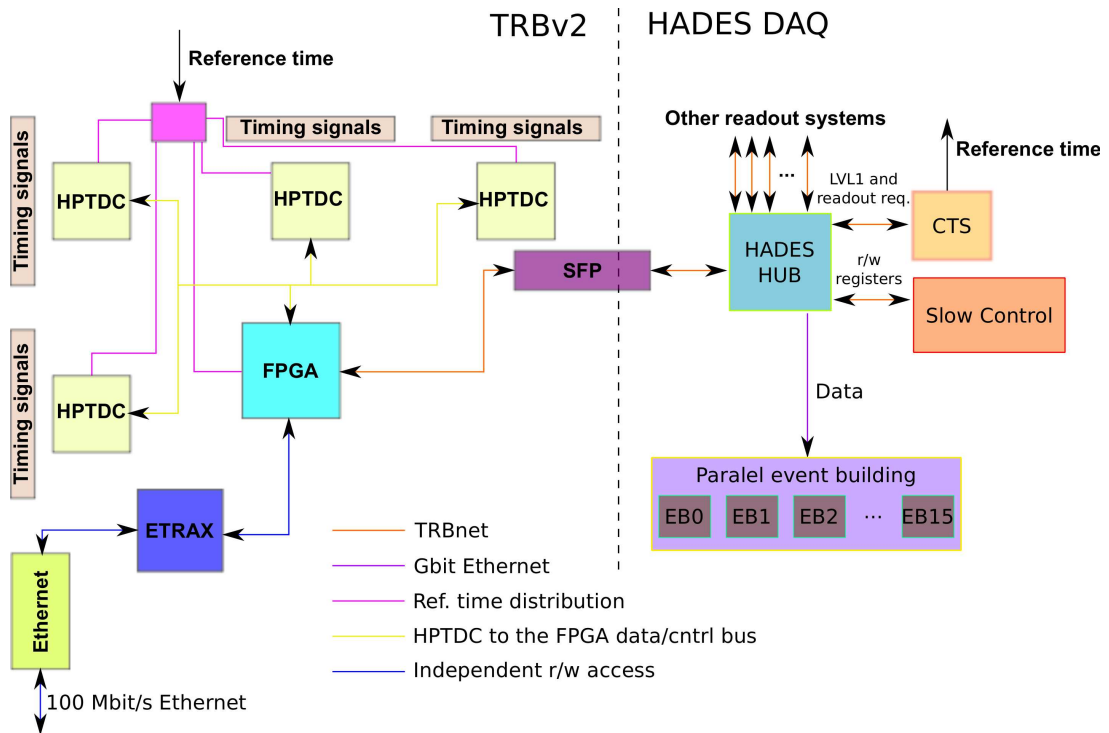 TRBv2
HADES DAQ
Reference time
Timing signals
Timing signals
Timing signals
HPTDC
HPTDC
HPTDC
Other readout systems
...
Reference time
LVL1 and
readout req.
CTS
HADES
HUB
SFP
r/w
registers
Slow Control
Timing signals
HPTDC
FPGA
Data
Paralel event building
EB0
EB1
EB2
...
EB15
ETRAX
Ethernet
100 Mbit/s Ethernet
TRBnet
Gbit Ethernet
Ref. time distribution
HPTDC to the FPGA data/cntrl bus
Independent r/w access